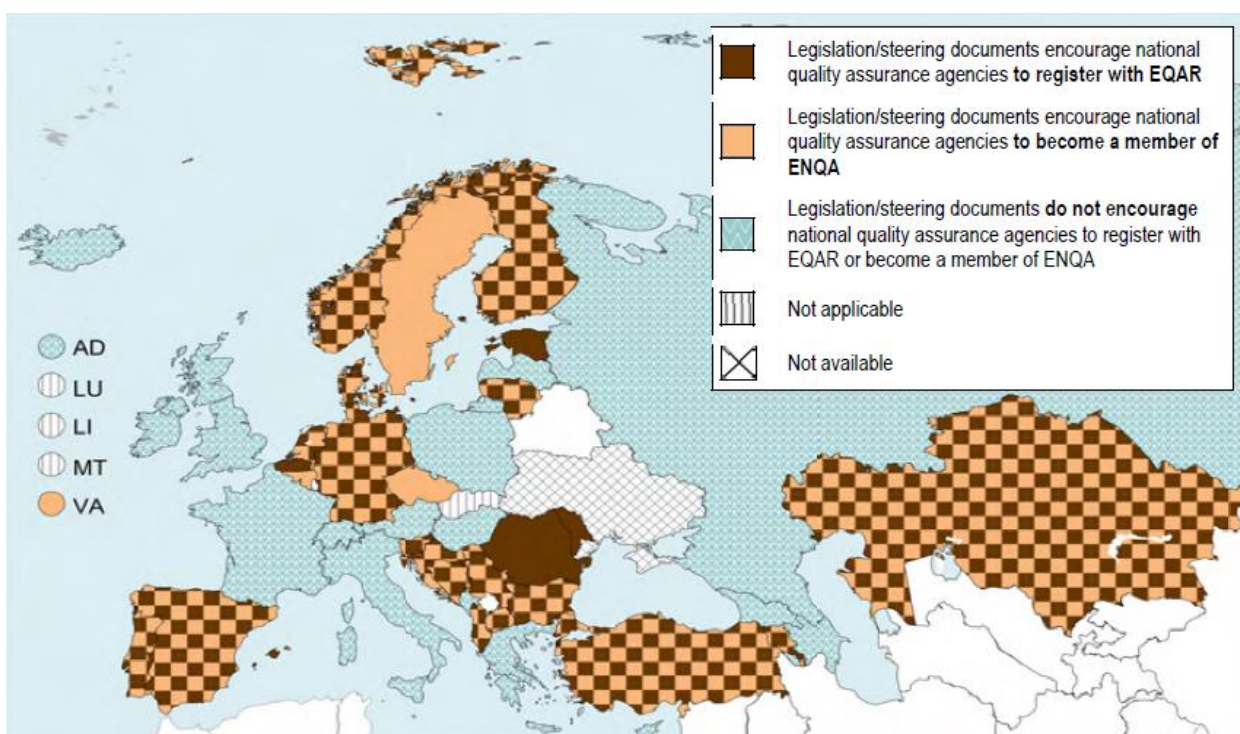 Legislation/steering documents encourage national
quality assurance agencies to register with EQAR
Legislation/steering documents encourage national
quality assurance agencies to become a member of
ENQA
Legislation/steering documents do not encourage
national quality assurance agencies to register with
EQAR or become a member of ENQA
Not applicable
Not available
AD
LU
LI
MT
VA